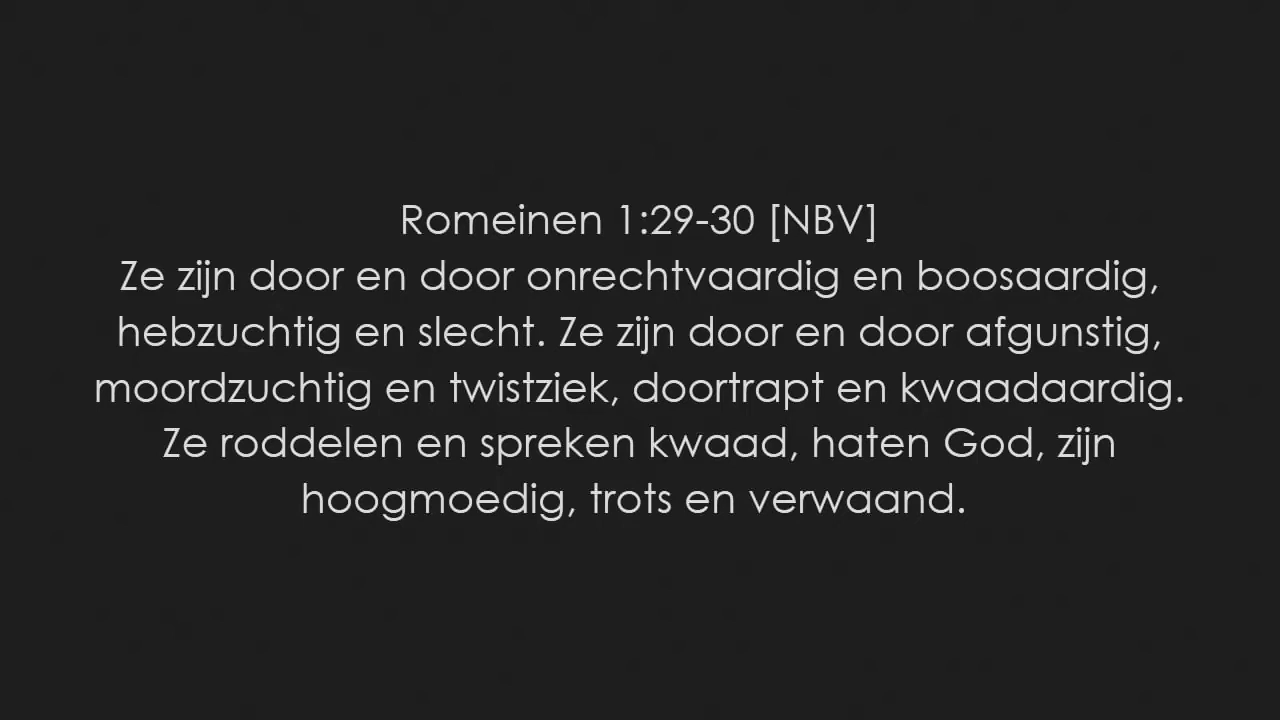 Romeinen 1:29-30 [NBV]
Ze zijn door en door onrechtvaardig en boosaardig,
hebzuchtig en slecht. Ze zijn door en door afgunstig,
moordzuchtig en twistziek, doortrapt en kwaadaardig.
Ze roddelen en spreken kwaad, haten God, zijn
hoogmoedig, trots en verwaand.